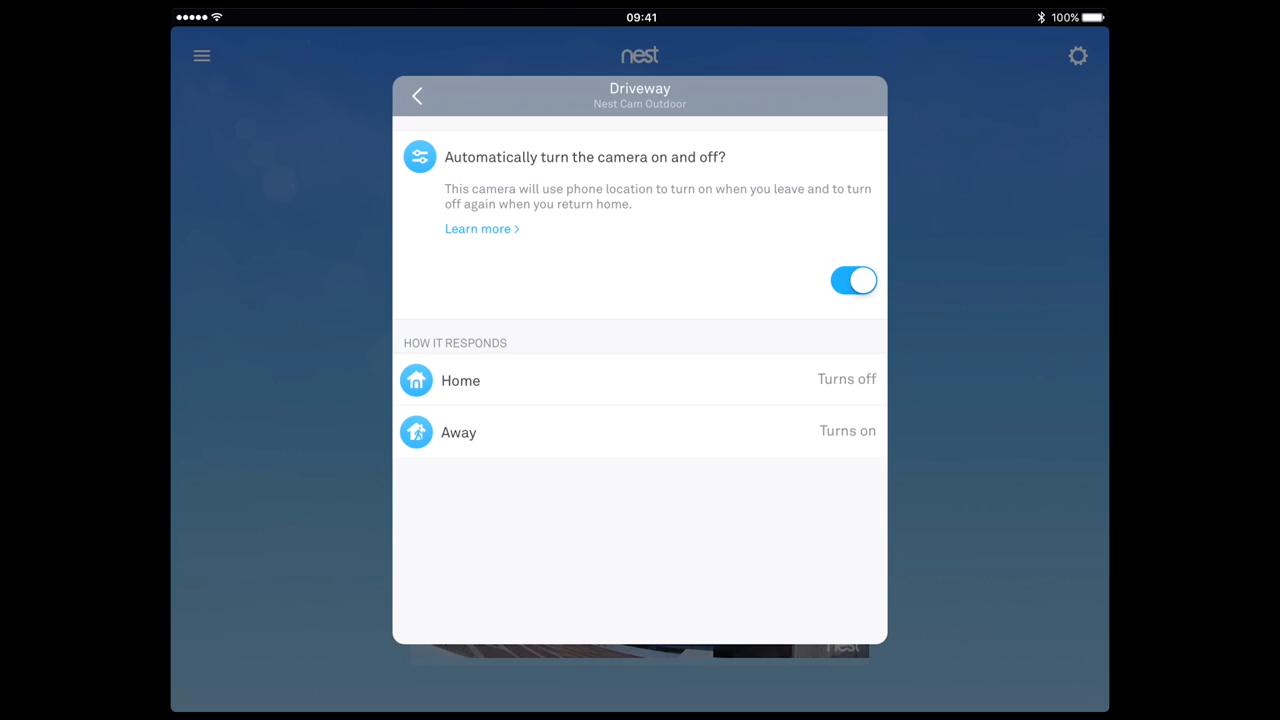 09:41
100%
nest
Driveway
Nest Cam Outdoor
Automatically turn the camera on and off?
This camera will use phone location to turn on when you leave and to turn
off again when you return home.
Learn more >
HOW IT RESPONDS
Home
Turns off
Away
Turns on
nest